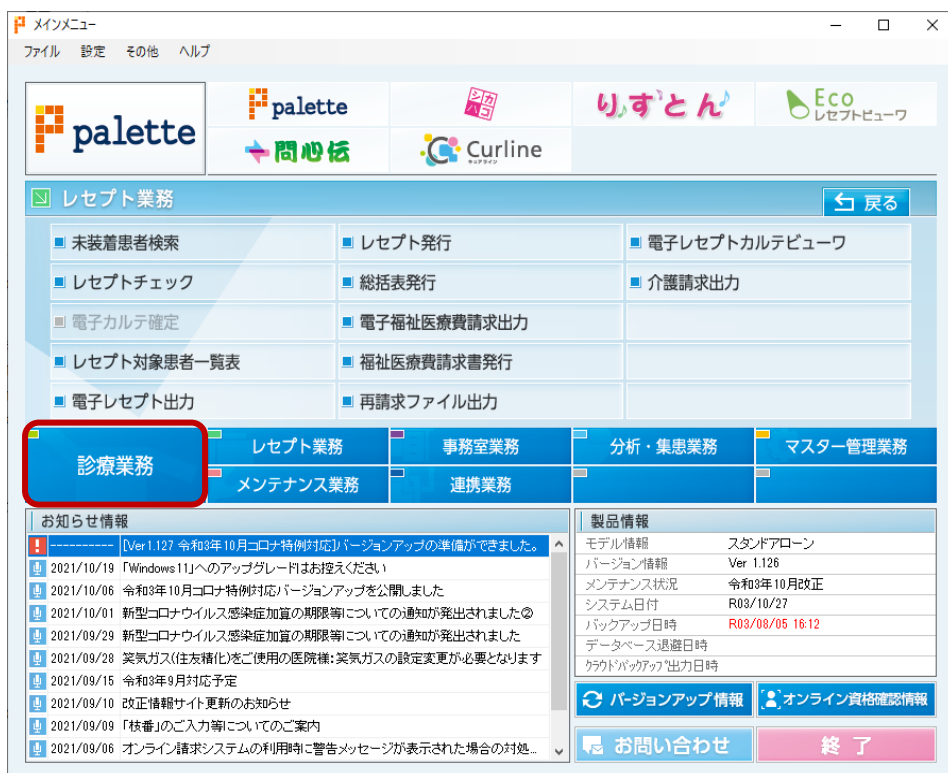 メインメニュー
ファイル 設定 その他 ヘルプ
palette
palette
シカハコ
りすとん
Eco レセプトビューワ
問心伝
Curline
キュアライン
レセプト業務
戻る
未装着患者検索 レセプト発行 電子レセプトカルテビューワ
レセプトチェック 総括表発行 介護請求出力
電子カルテ確定 電子福祉医療費請求出力
レセプト対象患者一覧表 福祉医療費請求書発行
電子レセプト出力 再請求ファイル出力
診療業務
レセプト業務 事務室業務 分析・集患業務 マスター管理業務
メンテナンス業務 連携業務
お知らせ情報
---------- [Ver1.127 令和3年10月コロナ特例対応]バージョンアップの準備ができました。
2021/10/19 「Windows11」へのアップグレードはお控えください
2021/10/06 令和3年10月コロナ特例対応バージョンアップを公開しました
2021/10/01 新型コロナウイルス感染症加算の期限等についての通知が発出されました②
2021/09/29 新型コロナウイルス感染症加算の期限等についての通知が発出されました
2021/09/28 笑気ガス(住友精化)をご使用の医院様:笑気ガスの設定変更が必要となります
2021/09/15 令和3年9月対応予定
2021/09/10 改正情報サイト更新のお知らせ
2021/09/09 「枝番」のご入力等についてのご案内
2021/09/06 オンライン請求システムの利用時に警告メッセージが表示された場合の対処...
製品情報
モデル情報 スタンドアローン
バージョン情報 Ver 1.126
メンテナンス状況 令和3年10月改正
システム日付 R03/10/27
バックアップ日時 R03/08/05 16:12
データベース退避日時
クラウドバックアップ出力日時
バージョンアップ情報 オンライン資格確認情報
お問い合わせ 終了